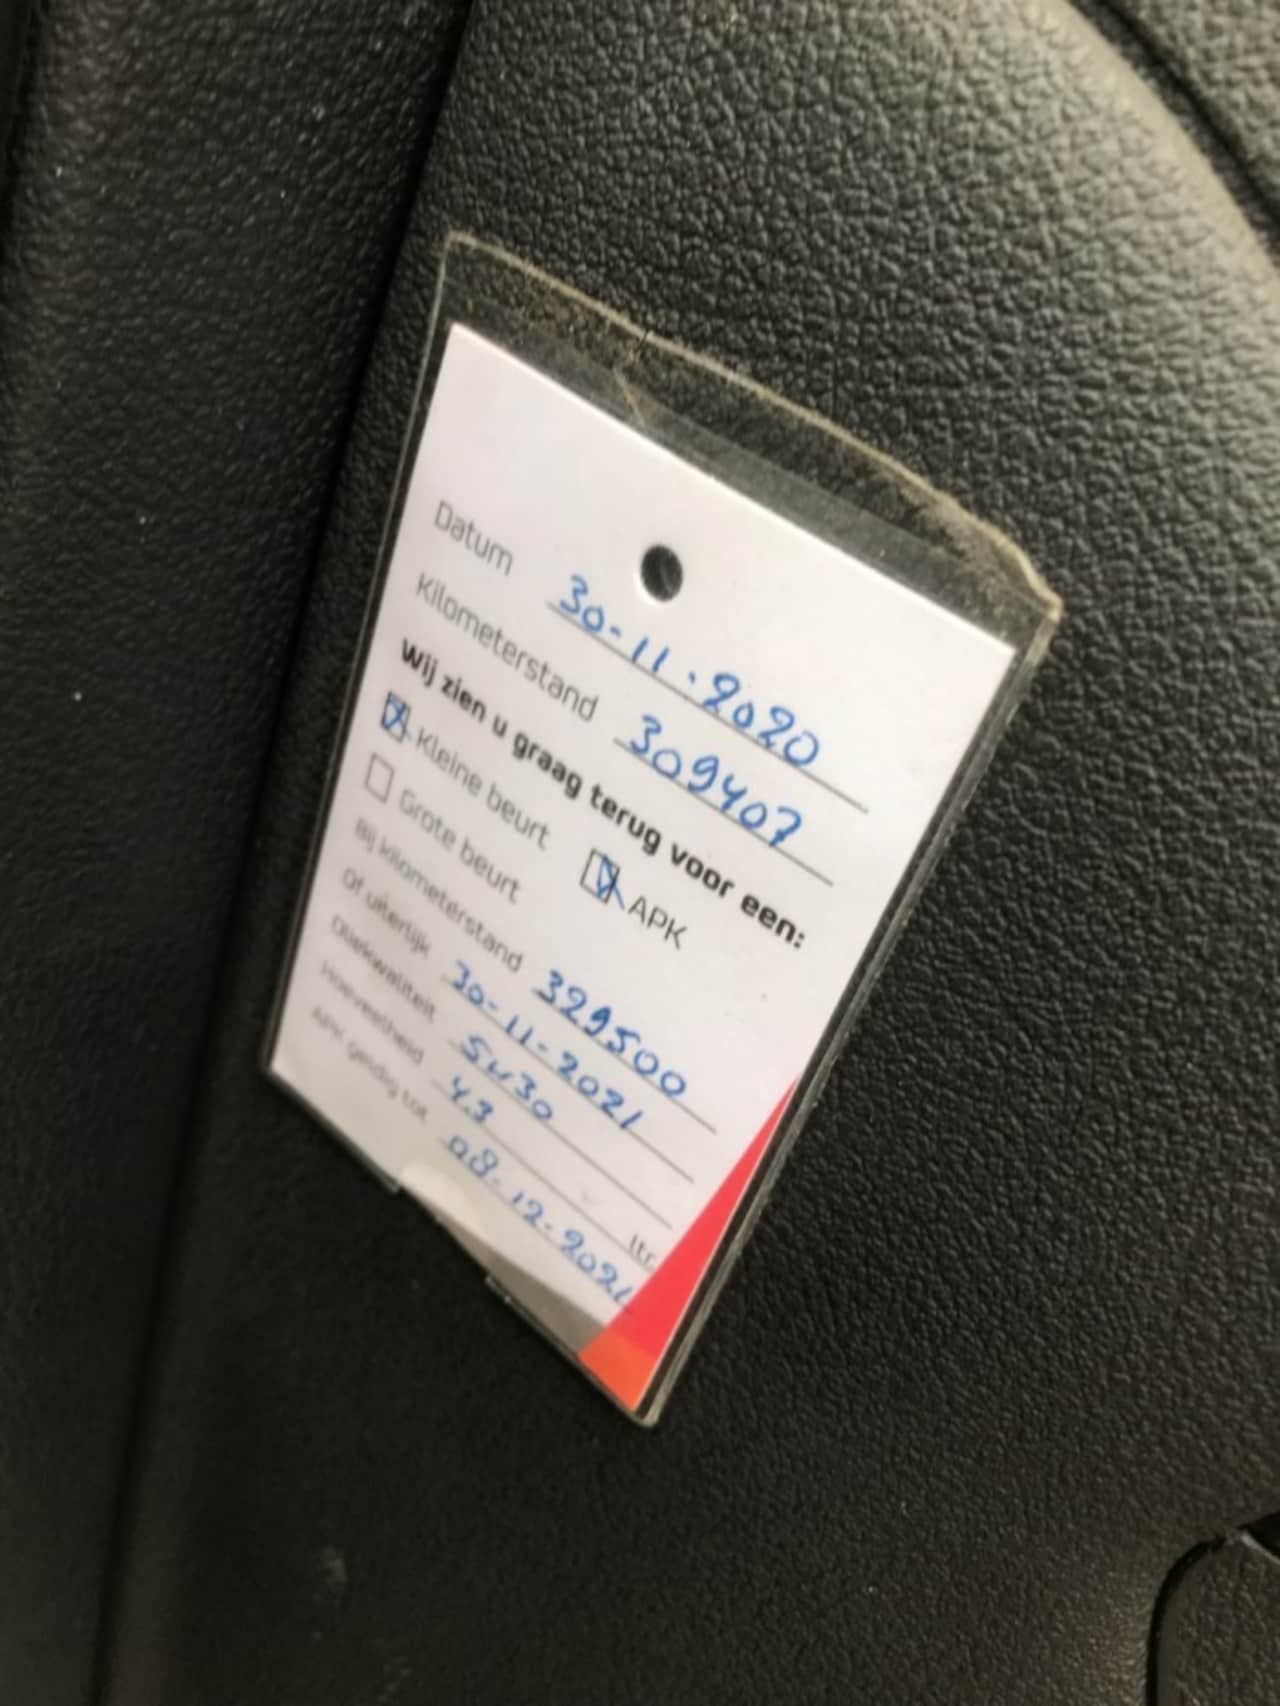 Datum 30-11-2020
Kilometerstand 309407
Wij zien u graag terug voor een:
Kleine beurt APK
Grote beurt
Bij kilometerstand 329500
Of uiterlijk 30-11-2021
Oliekwaliteit 5w30
Hoeveelheid 4.3 ltr.
APK geldig tot 08-12-2021